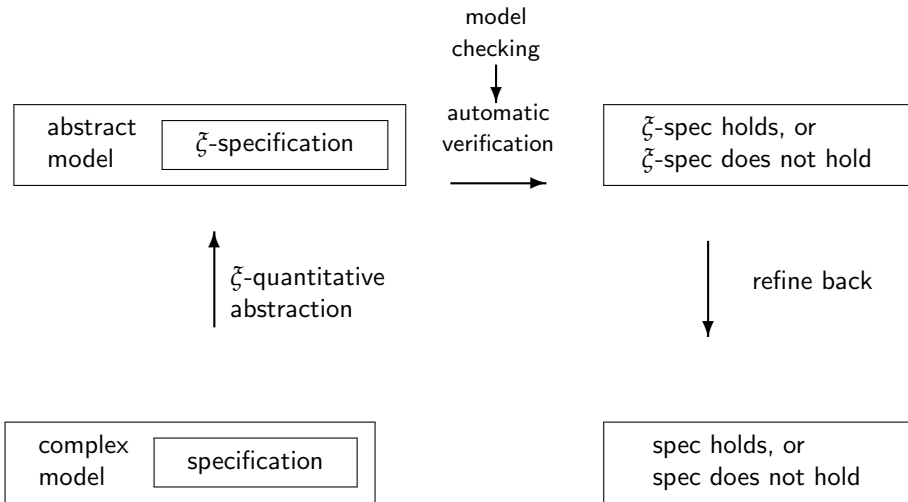 model
checking
abstract
model
ξ-specification
automatic
verification
ξ-spec holds, or
ξ-spec does not hold
ξ-quantitative
abstraction
refine back
complex
model
specification
spec holds, or
spec does not hold